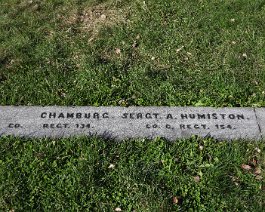 CHAMBURG. SERGT. A. HUMISTON.
CO. REGT. 134. CO. C. REGT. 154.